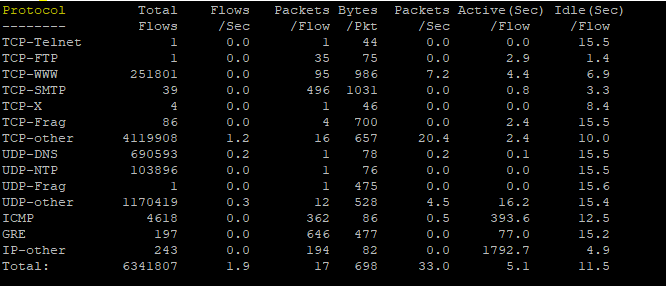 Protocol         Total    Flows   Packets Bytes  Packets Active(Sec) Idle(Sec)
--------         Flows     /Sec     /Flow  /Pkt     /Sec     /Flow     /Flow
TCP-Telnet           1      0.0         1    44      0.0       0.0      15.5
TCP-FTP              1      0.0        35    75      0.0       2.9       1.4
TCP-WWW         251801      0.0        95   986      7.2       4.4       6.9
TCP-SMTP            39      0.0       496  1031      0.0       0.8       3.3
TCP-X                4      0.0         1    46      0.0       0.0       8.4
TCP-Frag            86      0.0         4   700      0.0       2.4      15.5
TCP-other      4119908      1.2        16   657     20.4       2.4      10.0
UDP-DNS         690593      0.2         1    78      0.2       0.1      15.5
UDP-NTP         103896      0.0         1    76      0.0       0.0      15.5
UDP-Frag             1      0.0         1   475      0.0       0.0      15.6
UDP-other      1170419      0.3        12   528      4.5      16.2      15.4
ICMP              4618      0.0       362    86      0.5     393.6      12.5
GRE                197      0.0       646   477      0.0      77.0      15.2
IP-other           243      0.0       194    82      0.0    1792.7       4.9
Total:         6341807      1.9        17   698     33.0       5.1      11.5